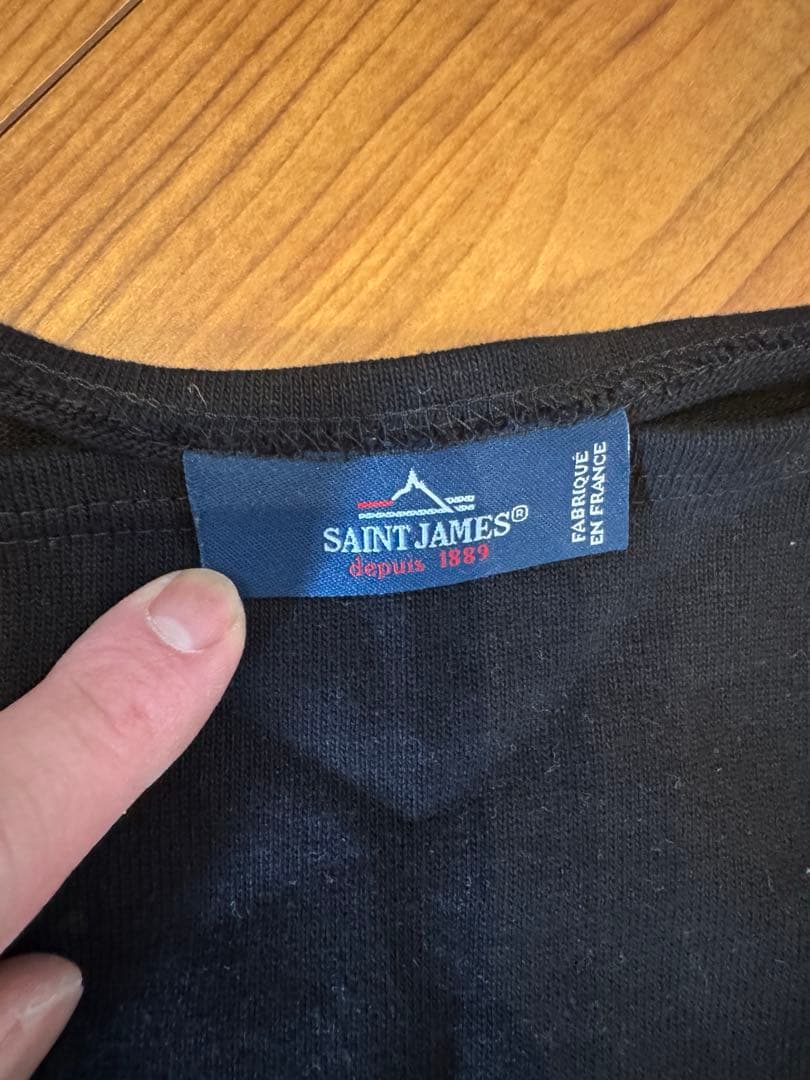 SAINT JAMES®
depuis 1889
FABRIQUÉ
EN FRANCE